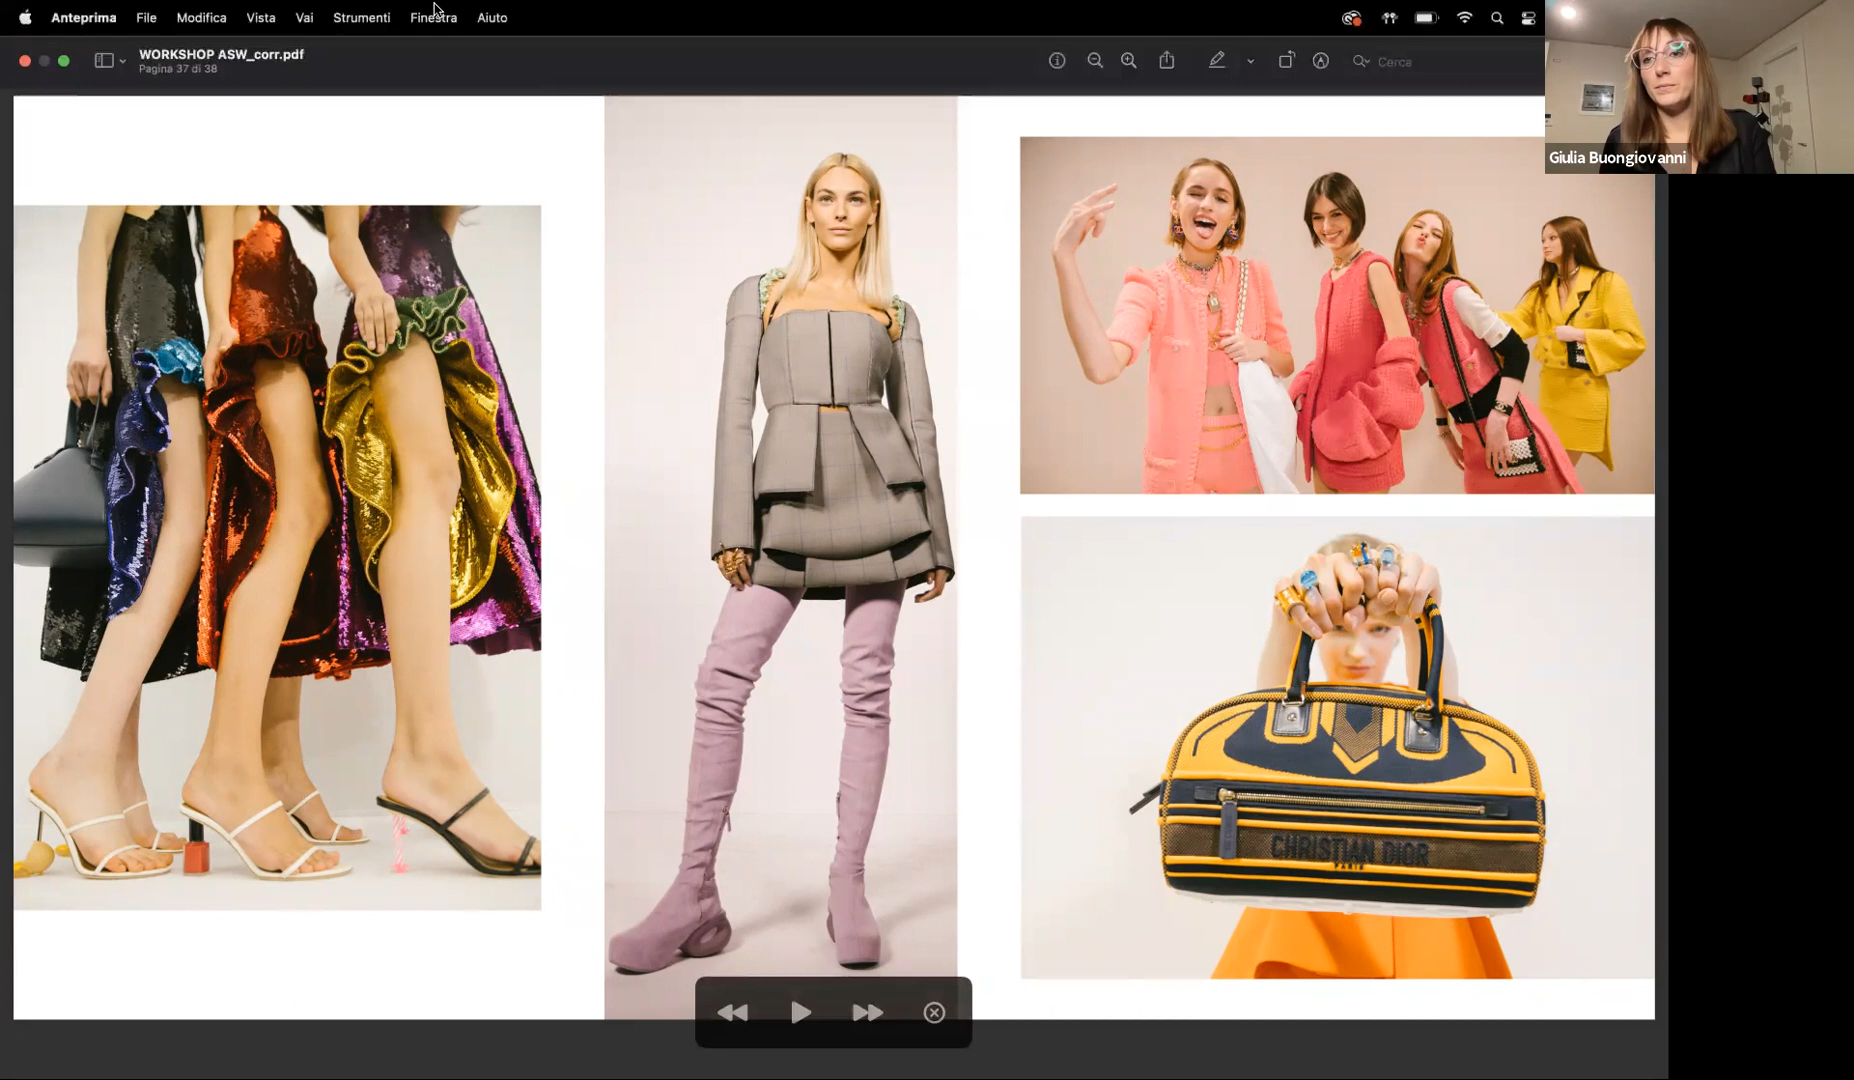 Anteprima File Modifica Vista Vai Strumenti Finestra Aiuto
WORKSHOP ASW_corr.pdf
Pagina 37 di 38
Cerca
Giulia Buongiovanni
CHRISTIAN DIOR